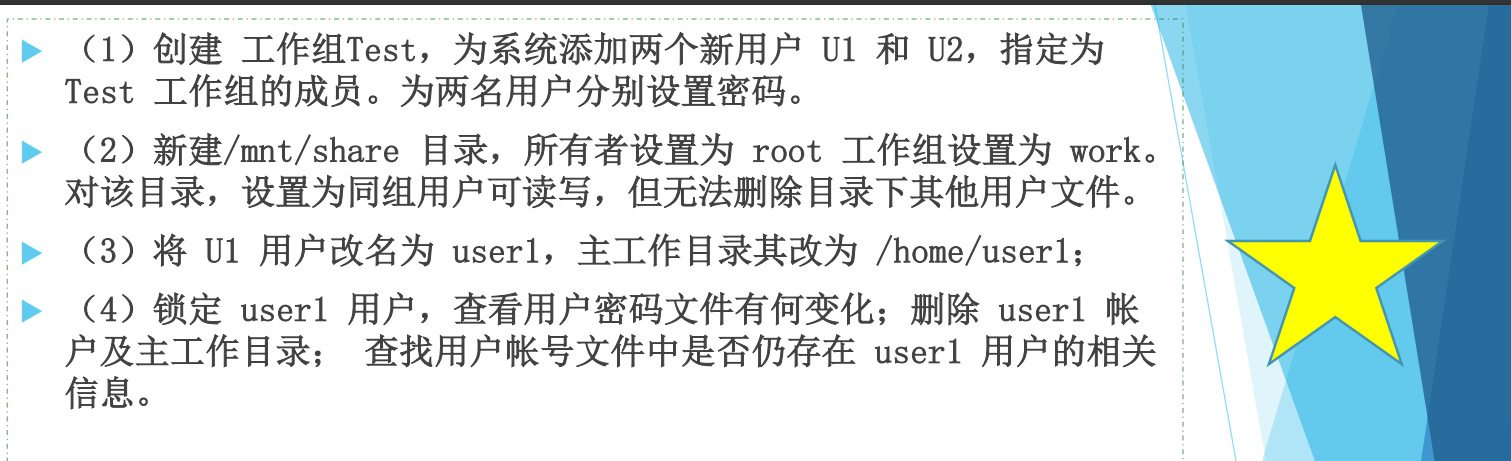 （1）创建 工作组Test，为系统添加两个新用户 U1 和 U2，指定为
Test 工作组的成员。为两名用户分别设置密码。
（2）新建/mnt/share 目录，所有者设置为 root 工作组设置为 work。
对该目录，设置为同组用户可读写，但无法删除目录下其他用户文件。
（3）将 U1 用户改名为 user1，主工作目录其改为 /home/user1；
（4）锁定 user1 用户，查看用户密码文件有何变化；删除 user1 帐
户及主工作目录； 查找用户帐号文件中是否仍存在 user1 用户的相关
信息。